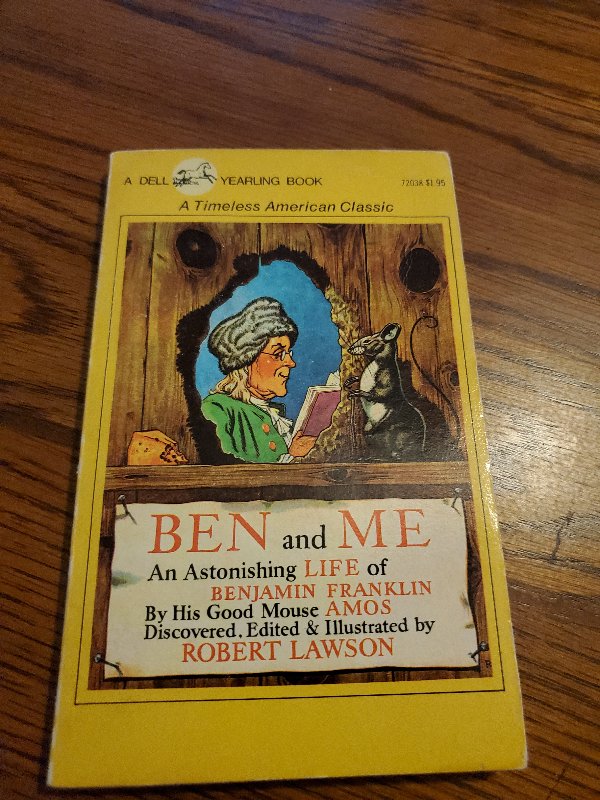 A DELL YEARLING BOOK 72038 $1.95
A Timeless American Classic
BEN and ME
An Astonishing LIFE of
BENJAMIN FRANKLIN
By His Good Mouse AMOS
Discovered, Edited & Illustrated by
ROBERT LAWSON